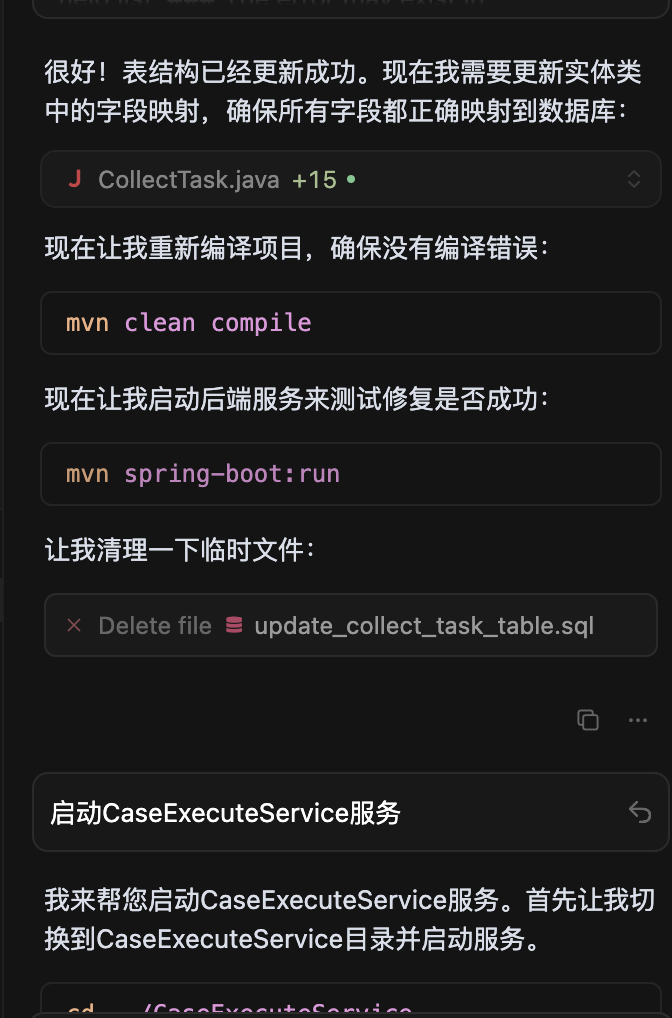 很好！表结构已经更新成功。现在我需要更新实体类
中的字段映射，确保所有字段都正确映射到数据库：
CollectTask.java +15
现在让我重新编译项目，确保没有编译错误：
mvn clean compile
现在让我启动后端服务来测试修复是否成功：
mvn spring-boot:run
让我清理一下临时文件：
Delete file update_collect_task_table.sql
启动CaseExecuteService服务
我来帮您启动CaseExecuteService服务。首先让我切
换到CaseExecuteService目录并启动服务。
cd ../CaseExecuteService